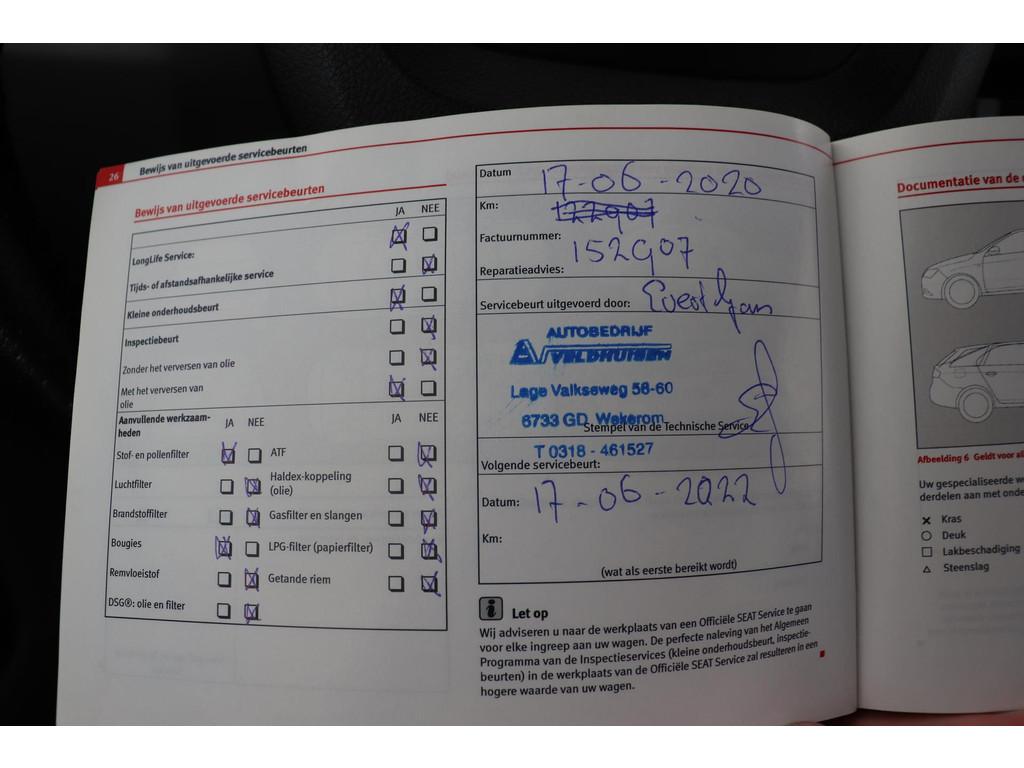 26 Bewijs van uitgevoerde servicebeurten
Bewijs van uitgevoerde servicebeurten
JA NEE
LongLife Service:
Tijds- of afstandsafhankelijke service
Kleine onderhoudsbeurt
Inspectiebeurt
Zonder het verversen van olie
Met het verversen van
olie
Aanvullende werkzaam-
heden
JA NEE
JA NEE
Stof- en pollenfilter
ATF
Luchtfilter
Haldex-koppeling
(olie)
Brandstoffilter
Gasfilter en slangen
Bougies
LPG-filter (papierfilter)
Remvloeistof
Getande riem
DSG®: olie en filter
Datum 17-06-2020
Km: 122907
Factuurnummer:
152907
Reparatieadvies:
Servicebeurt uitgevoerd door: Evert Jan
AUTOBEDRIJF
VELDHUIZEN
Lage Valkseweg 58-60
6733 GD Wekerom
Stempel van de Technische Service
T 0318 - 461527
Volgende servicebeurt:
Datum: 17-06-2022
Km:
(wat als eerste bereikt wordt)
i Let op
Wij adviseren u naar de werkplaats van een Officiële SEAT Service te gaan
voor elke ingreep aan uw wagen. De perfecte naleving van het Algemeen
Programma van de Inspectieservices (kleine onderhoudsbeurt, inspectie-
beurten) in de werkplaats van de Officiële SEAT Service zal resulteren in een
hogere waarde van uw wagen.
Documentatie van de
Afbeelding 6 Geldt voor
Uw gespecialiseerde
derdelen aan met
Kras
Deuk
Lakbeschadiging
Steenslag